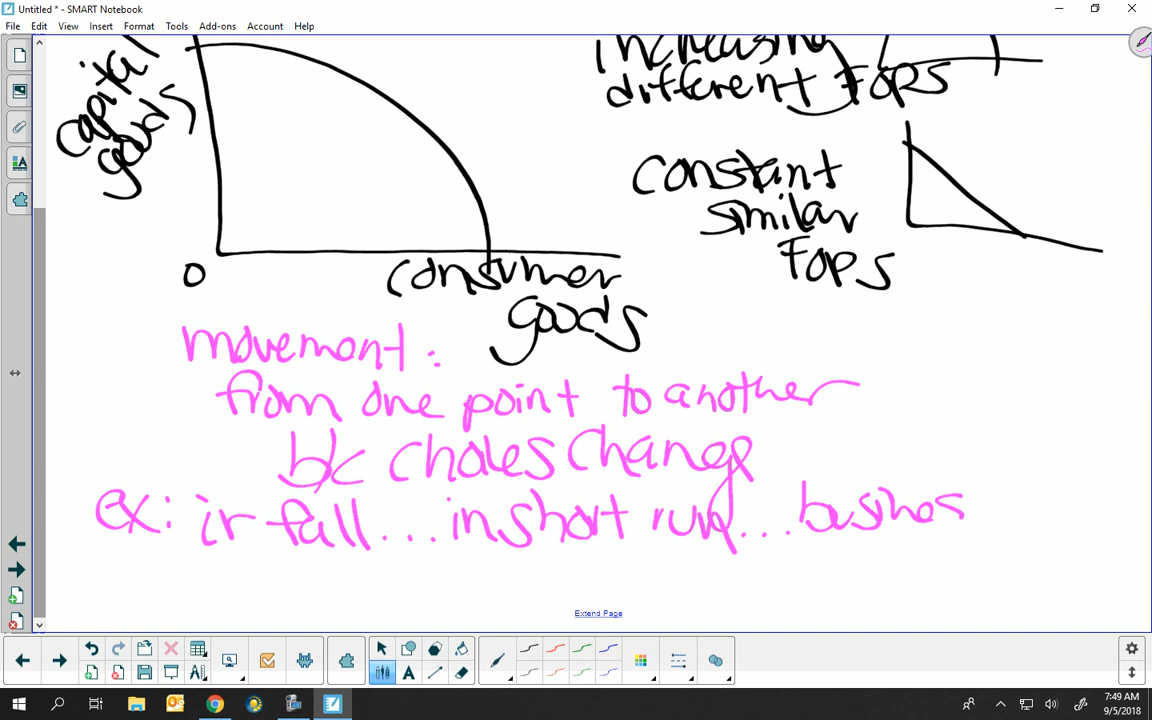 Untitled * - SMART Notebook
File Edit View Insert Format Tools Add-ons Account Help
capital
goods
0
consumer
goods
increasing
different FOPS
constant
similar
FOPS
movement:
from one point to another
b/c choices change
ex: ir fall... in short run... busines
Extend Page
7:49 AM
9/5/2018